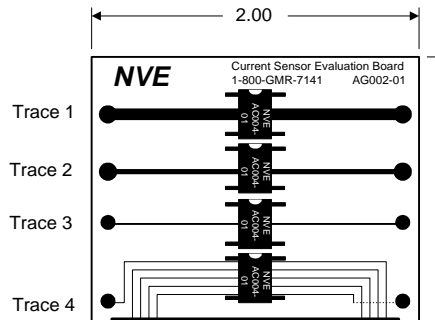 2.00
NVE
Current Sensor Evaluation Board
1-800-GMR-7141 AG002-01
Trace 1
NVE
AC004-
01
Trace 2
NVE
AC004-
01
Trace 3
NVE
AC004-
01
NVE
AC004-
01
Trace 4